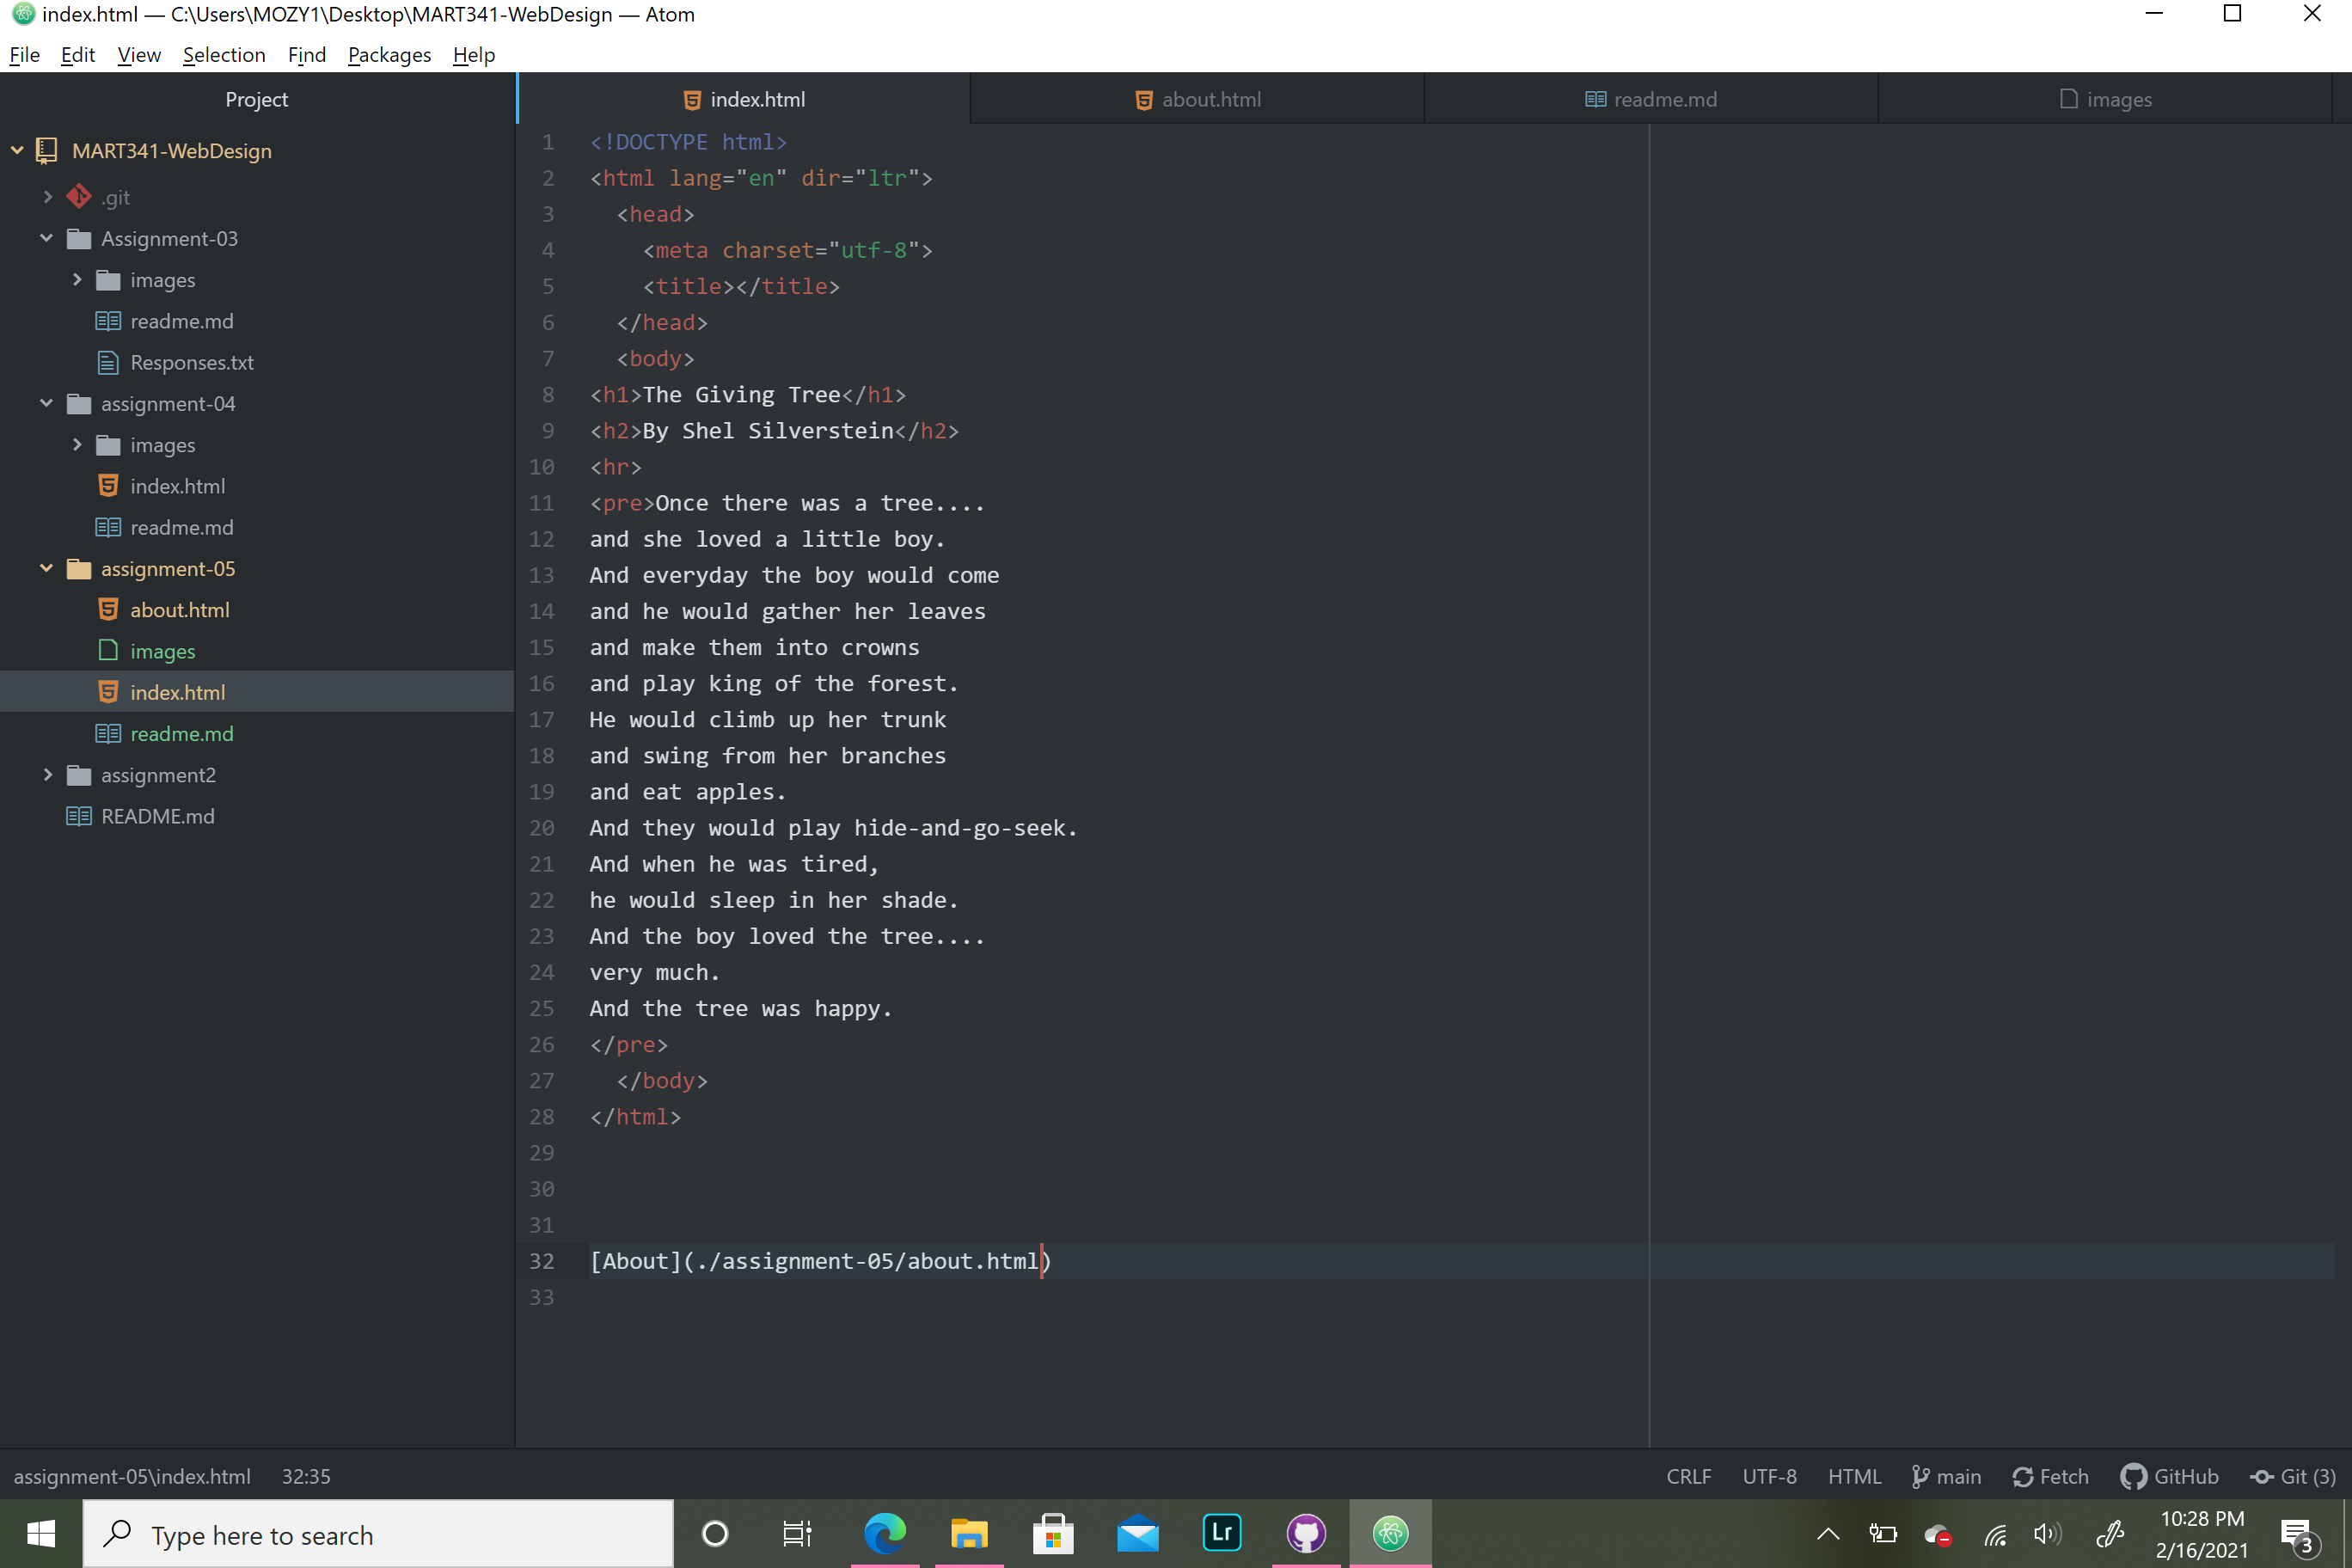 index.html — C:\Users\MOZY1\Desktop\MART341-WebDesign — Atom
File Edit View Selection Find Packages Help
Project
MART341-WebDesign
.git
Assignment-03
images
readme.md
Responses.txt
assignment-04
images
index.html
readme.md
assignment-05
about.html
images
index.html
readme.md
assignment2
README.md
index.html about.html readme.md images
1 <!DOCTYPE html>
2 <html lang="en" dir="ltr">
3 <head>
4 <meta charset="utf-8">
5 <title></title>
6 </head>
7 <body>
8 <h1>The Giving Tree</h1>
9 <h2>By Shel Silverstein</h2>
10 <hr>
11 <pre>Once there was a tree....
12 and she loved a little boy.
13 And everyday the boy would come
14 and he would gather her leaves
15 and make them into crowns
16 and play king of the forest.
17 He would climb up her trunk
18 and swing from her branches
19 and eat apples.
20 And they would play hide-and-go-seek.
21 And when he was tired,
22 he would sleep in her shade.
23 And the boy loved the tree....
24 very much.
25 And the tree was happy.
26 </pre>
27 </body>
28 </html>
29
30
31
32 [About](./assignment-05/about.html)
33
assignment-05\index.html 32:35 CRLF UTF-8 HTML main Fetch GitHub Git (3)
Type here to search
Lr
10:28 PM
2/16/2021
3